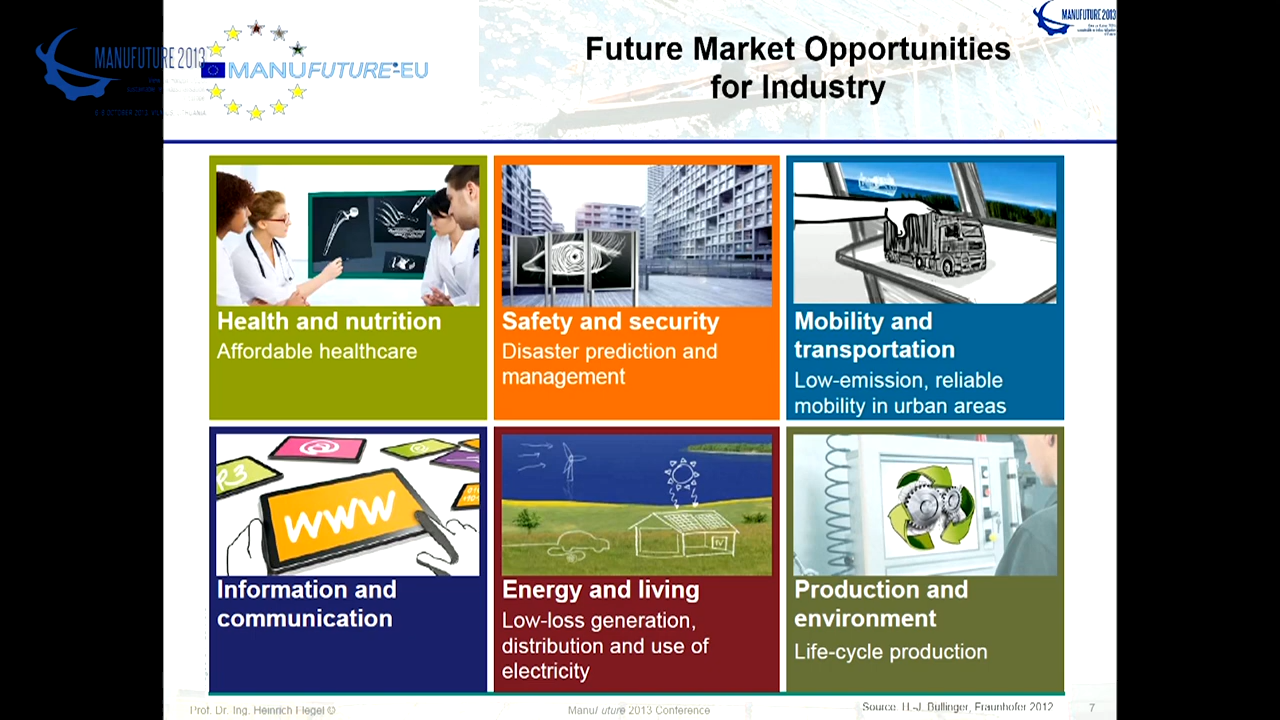 MANUFUTURE 2013
MANUFUTURE-EU
MANUFUTURE 2013
Future Market Opportunities
for Industry
Health and nutrition
Affordable healthcare
Safety and security
Disaster prediction and
management
Mobility and
transportation
Low-emission, reliable
mobility in urban areas
R3
@
@
WWW
Information and
communication
Energy and living
Low-loss generation,
distribution and use of
electricity
Production and
environment
Life-cycle production
Prof. Dr. Ing. Heinrich Flegel ©
ManuFuture 2013 Conference
Source: H.-J. Bullinger, Fraunhofer 2012
7